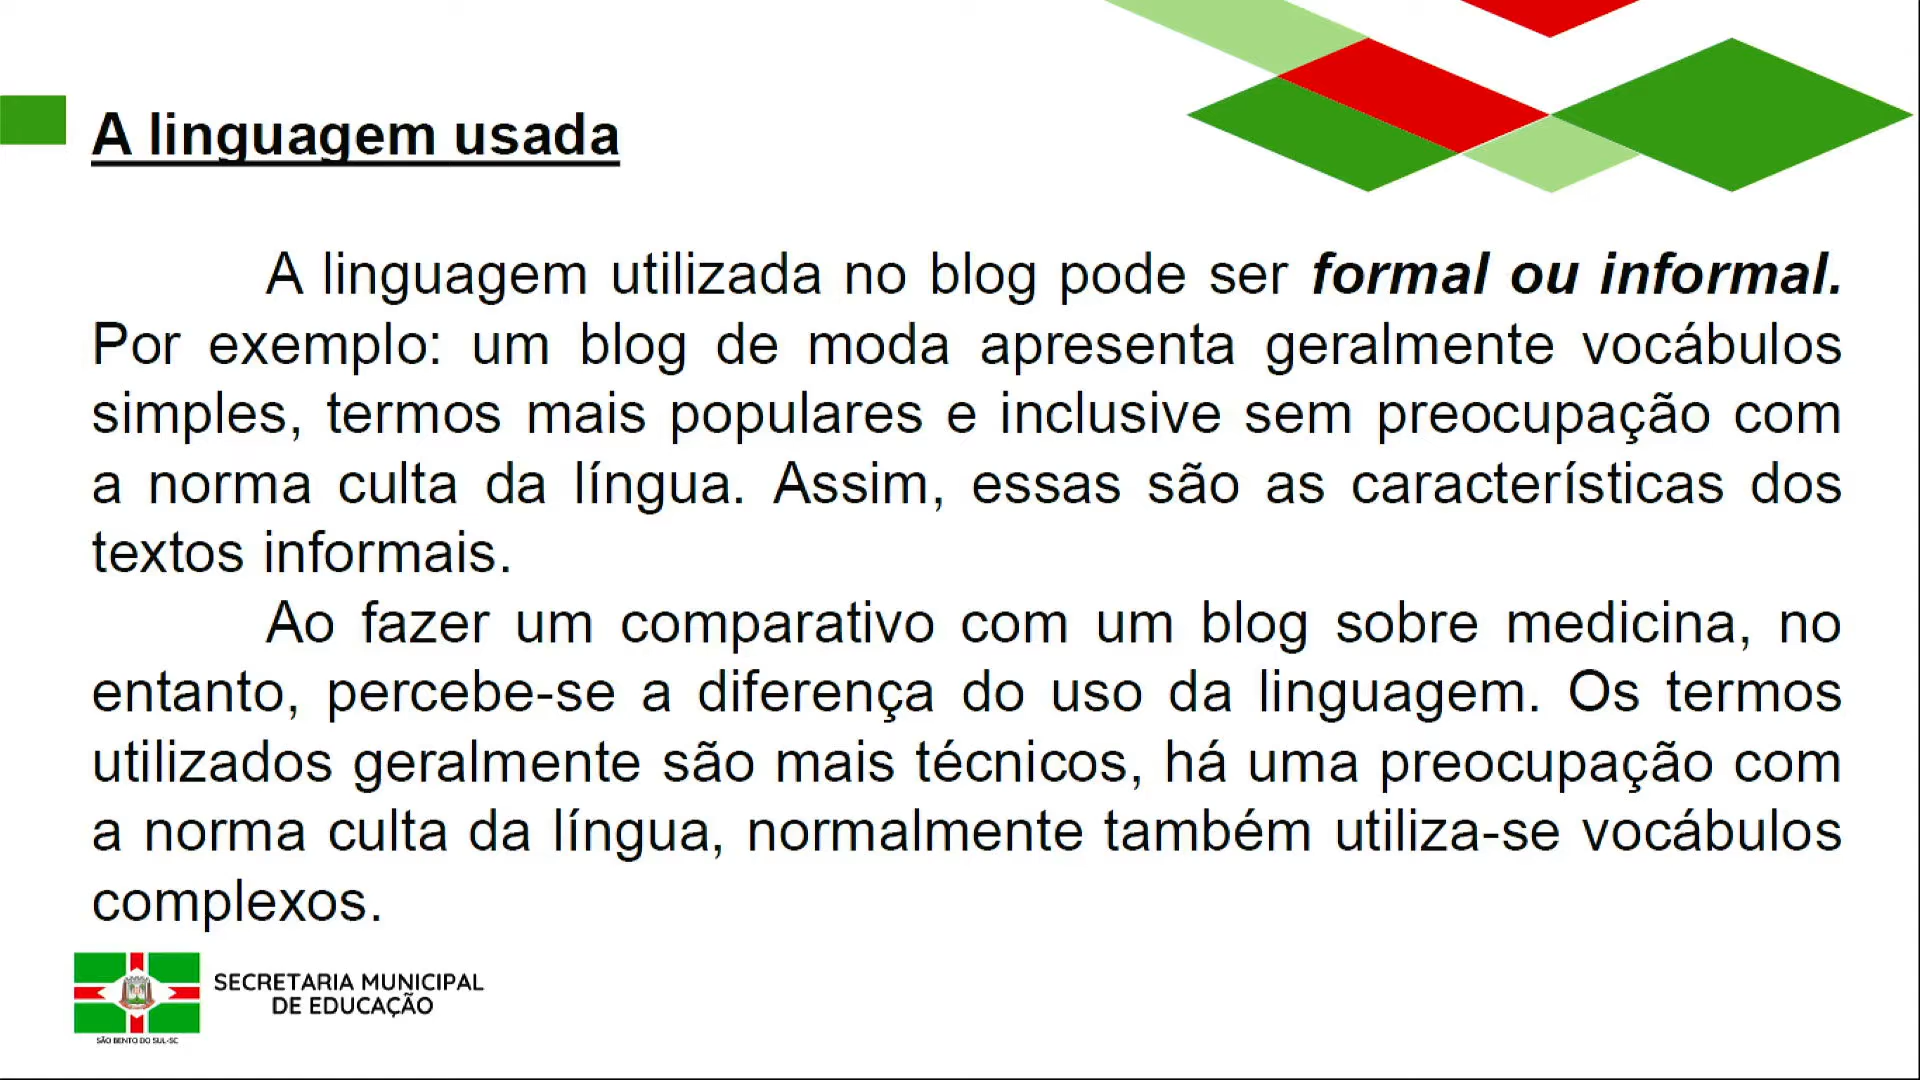 A linguagem usada
A linguagem utilizada no blog pode ser formal ou informal.
Por exemplo: um blog de moda apresenta geralmente vocábulos
simples, termos mais populares e inclusive sem preocupação com
a norma culta da língua. Assim, essas são as características dos
textos informais.
Ao fazer um comparativo com um blog sobre medicina, no
entanto, percebe-se a diferença do uso da linguagem. Os termos
utilizados geralmente são mais técnicos, há uma preocupação com
a norma culta da língua, normalmente também utiliza-se vocábulos
complexos.
SECRETARIA MUNICIPAL
DE EDUCAÇÃO
SÃO BENTO DO SUL-SC